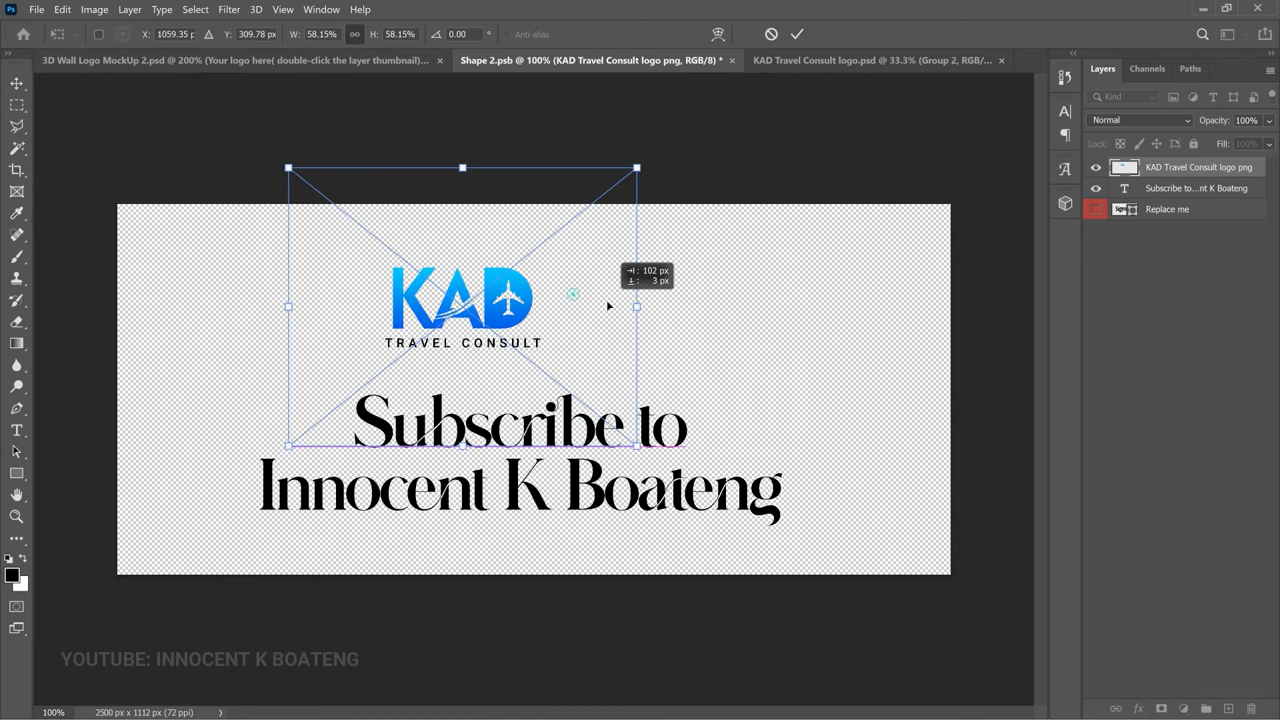 Ps File Edit Image Layer Type Select Filter 3D View Window Help
X: 1059.35 p Y: 309.78 px W: 58.15% H: 58.15% 0.00 ° Anti-alias
3D Wall Logo MockUp 2.psd @ 200% (Your logo here( double-click the layer thumbnail)... × Shape 2.psb @ 100% (KAD Travel Consult logo png, RGB/8) * × KAD Travel Consult logo.psd @ 33.3% (Group 2, RGB/... ×
Layers Channels Paths
Kind
Normal Opacity: 100%
Lock: Fill: 100%
KAD Travel Consult logo png
Subscribe to...nt K Boateng
Replace me
: 102 px
: 3 px
KAD
TRAVEL CONSULT
Subscribe to
Innocent K Boateng
YOUTUBE: INNOCENT K BOATENG
100% 2500 px x 1112 px (72 ppi)